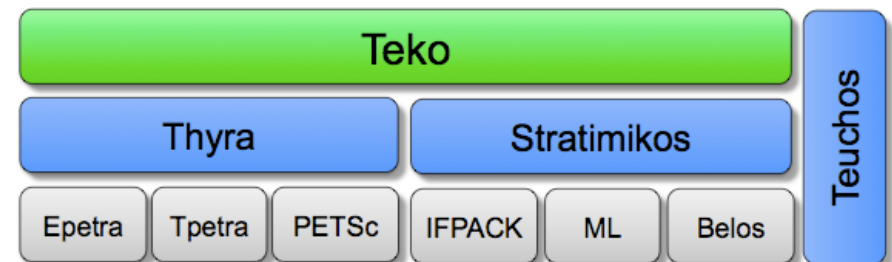 Teko
Thyra
Stratimikos
Teuchos
Epetra
Tpetra
PETSc
IFPACK
ML
Belos